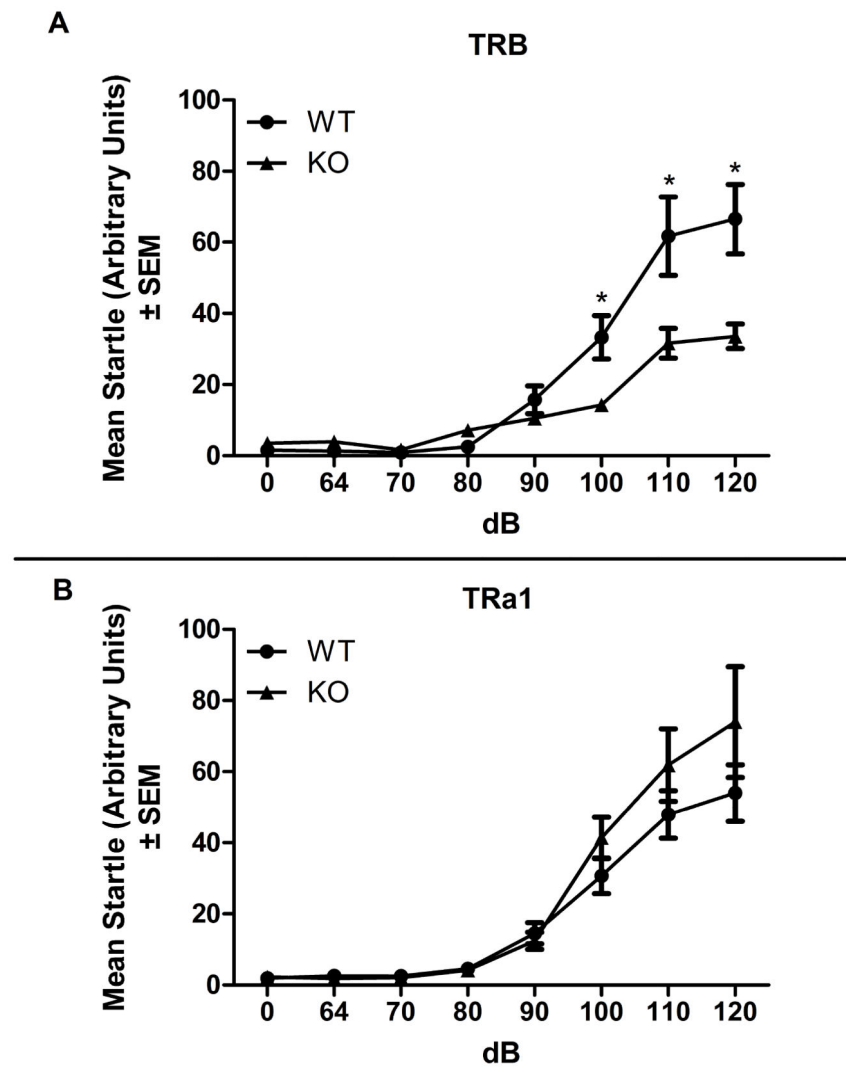 A
TRB
Mean Startle (Arbitrary Units)
± SEM
100
80
60
40
20
0
WT
KO
*
*
*
0 64 70 80 90 100 110 120
dB
B
TRa1
Mean Startle (Arbitrary Units)
± SEM
100
80
60
40
20
0
WT
KO
0 64 70 80 90 100 110 120
dB